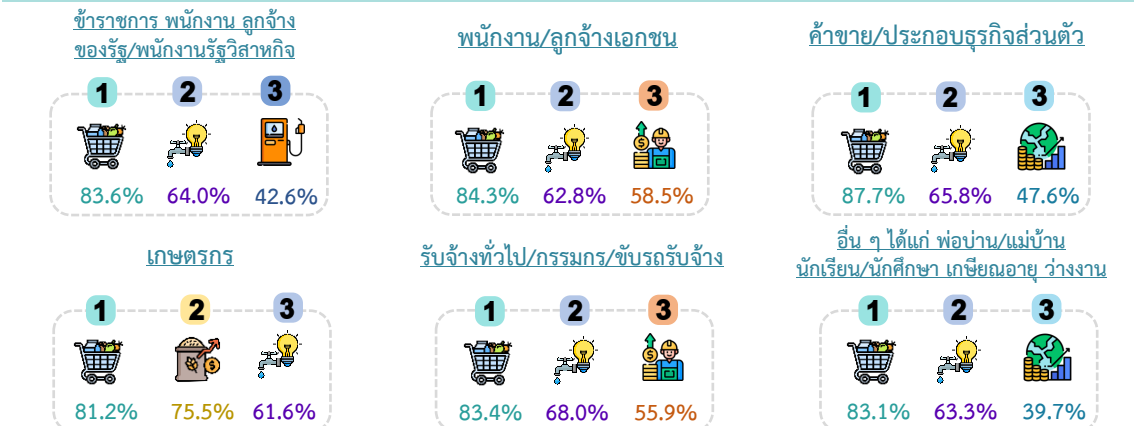 ข้าราชการ พนักงาน ลูกจ้าง
ของรัฐ/พนักงานรัฐวิสาหกิจ
1 2 3
83.6% 64.0% 42.6%
พนักงาน/ลูกจ้างเอกชน
1 2 3
84.3% 62.8% 58.5%
ค้าขาย/ประกอบธุรกิจส่วนตัว
1 2 3
87.7% 65.8% 47.6%
เกษตรกร
1 2 3
81.2% 75.5% 61.6%
รับจ้างทั่วไป/กรรมกร/ขับรถรับจ้าง
1 2 3
83.4% 68.0% 55.9%
อื่น ๆ ได้แก่ พ่อบ่าน/แม่บ้าน
นักเรียน/นักศึกษา เกษียณอายุ ว่างงาน
1 2 3
83.1% 63.3% 39.7%